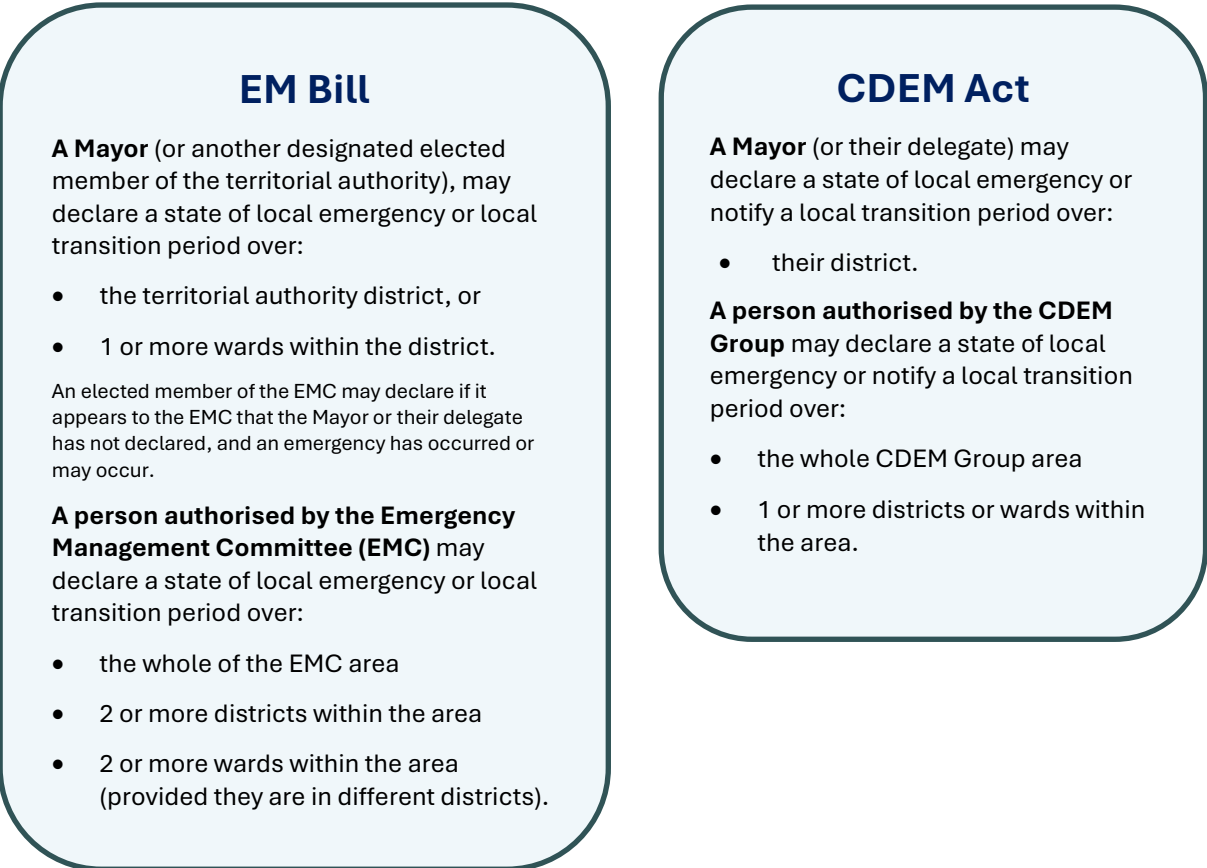 EM Bill
A Mayor (or another designated elected
member of the territorial authority), may
declare a state of local emergency or local
transition period over:
• the territorial authority district, or
• 1 or more wards within the district.
An elected member of the EMC may declare if it
appears to the EMC that the Mayor or their delegate
has not declared, and an emergency has occurred or
may occur.
A person authorised by the Emergency
Management Committee (EMC) may
declare a state of local emergency or local
transition period over:
• the whole of the EMC area
• 2 or more districts within the area
• 2 or more wards within the area
(provided they are in different districts).
CDEM Act
A Mayor (or their delegate) may
declare a state of local emergency or
notify a local transition period over:
• their district.
A person authorised by the CDEM
Group may declare a state of local
emergency or notify a local transition
period over:
• the whole CDEM Group area
• 1 or more districts or wards within
the area.